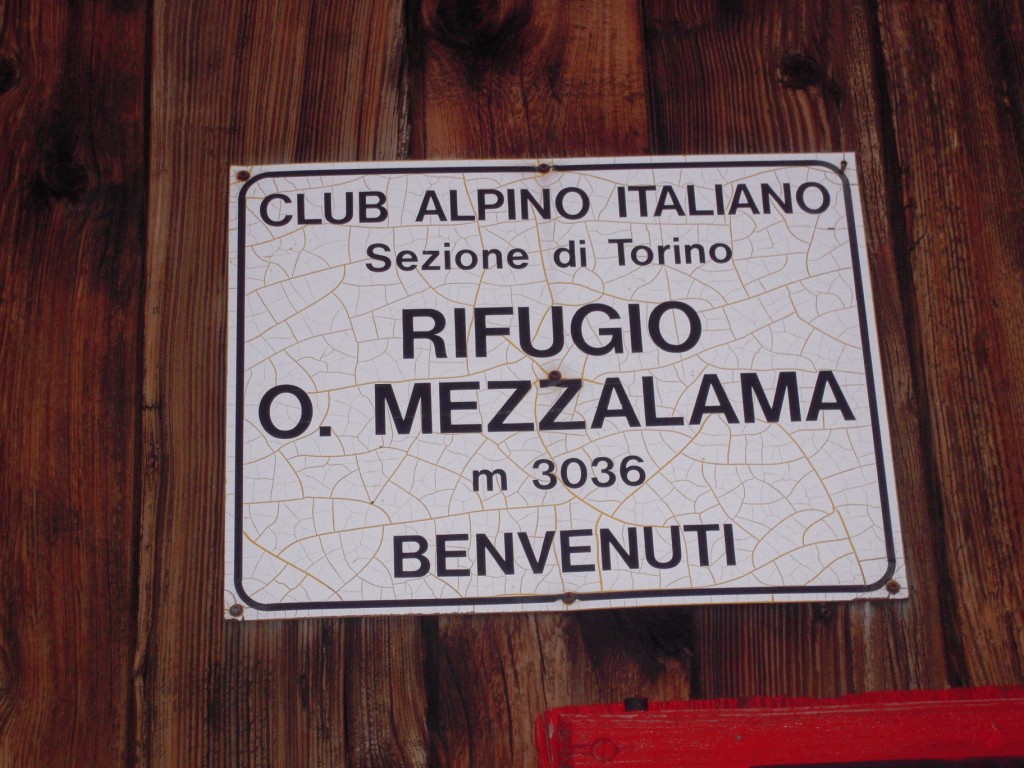 CLUB ALPINO ITALIANO
Sezione di Torino
RIFUGIO
O. MEZZALAMA
m 3036
BENVENUTI